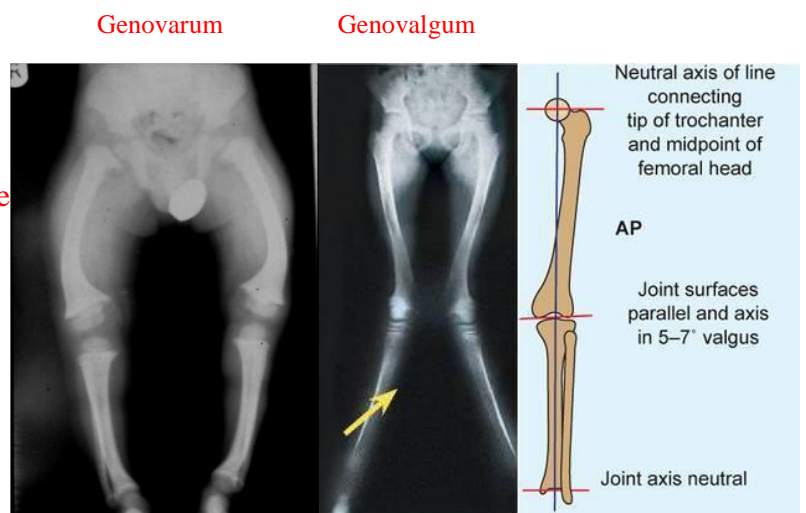 Genovarum
Genovalgum
R
e
Neutral axis of line
connecting
tip of trochanter
and midpoint of
femoral head
AP
Joint surfaces
parallel and axis
in 5–7° valgus
Joint axis neutral